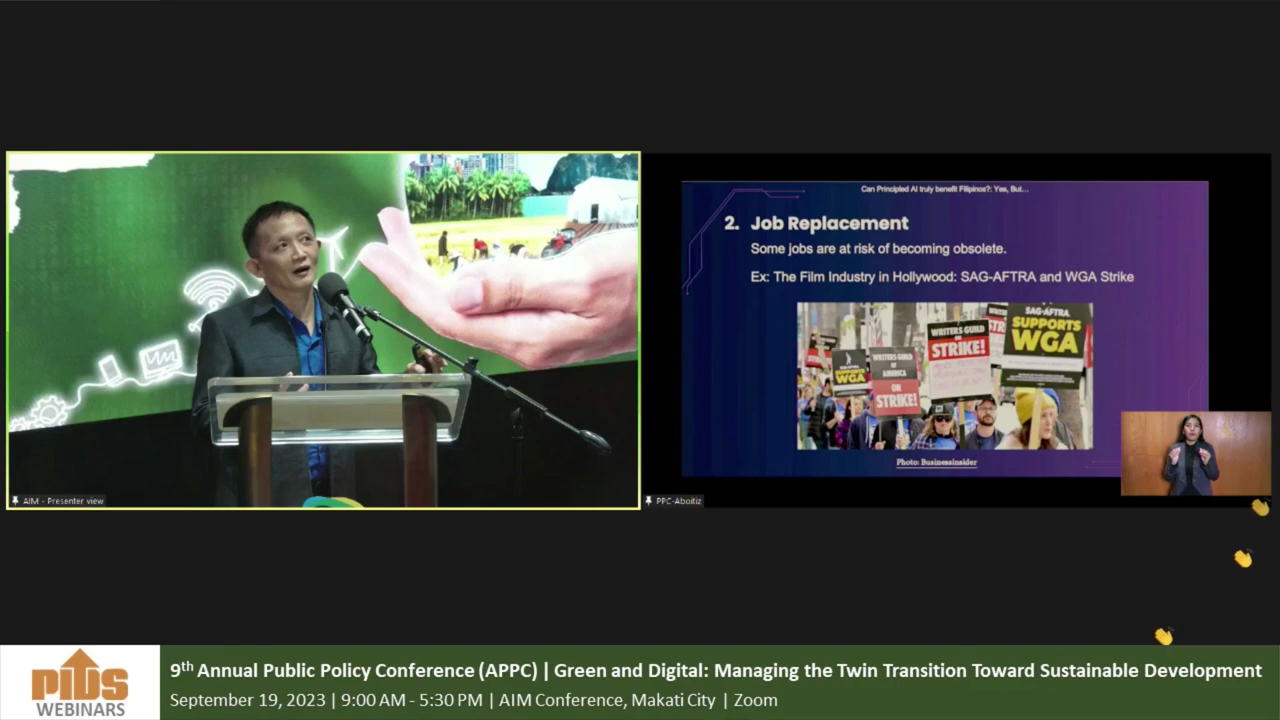 AIM - Presenter view
Can Principled AI truly benefit Filipinos?: Yes, But...
2. Job Replacement
Some jobs are at risk of becoming obsolete.
Ex: The Film Industry in Hollywood: SAG-AFTRA and WGA Strike
SAG-AFTRA
SUPPORTS
WGA
WRITERS GUILD
ON
STRIKE!
SUPPORTS
WGA
WRITERS GUILD
OF
AMERICA
ON
STRIKE!
Photo: Businessinsider
PPC-Aboitiz
PIDS
WEBINARS
9th Annual Public Policy Conference (APPC) | Green and Digital: Managing the Twin Transition Toward Sustainable Development
September 19, 2023 | 9:00 AM - 5:30 PM | AIM Conference, Makati City | Zoom